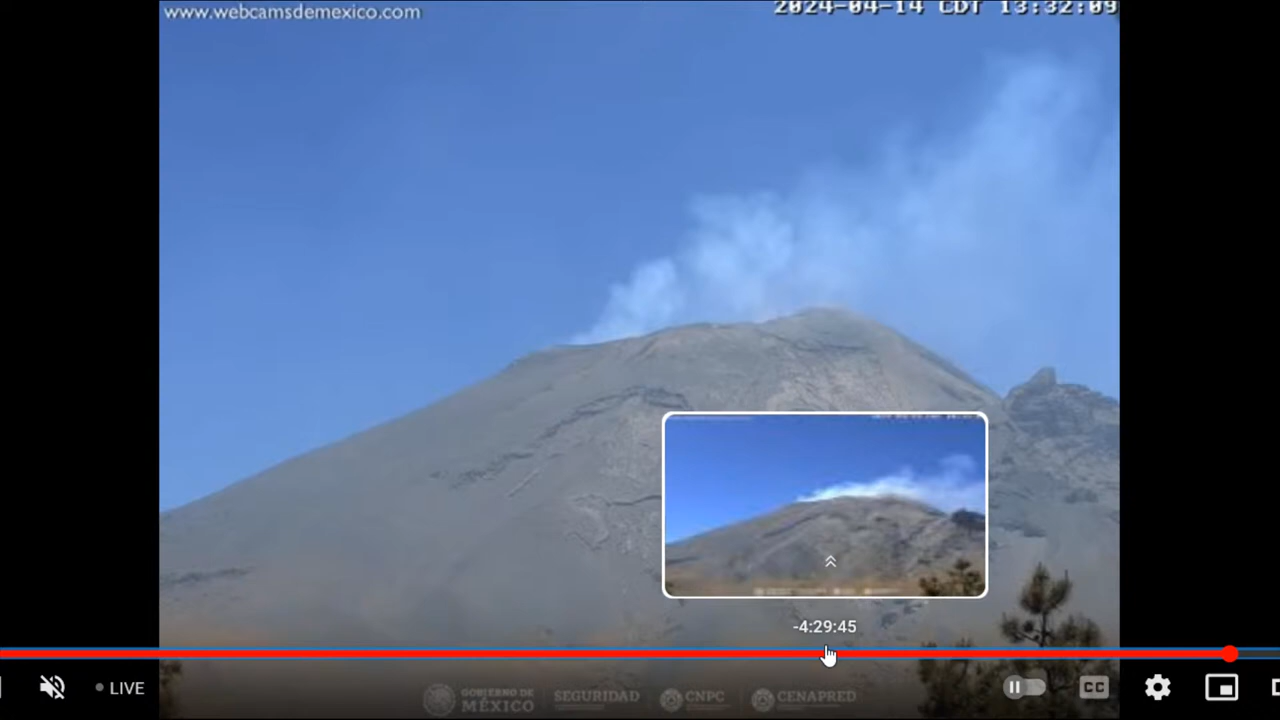 www.webcamsdemexico.com
2024-04-14 CDT 13:32:09
-4:29:45
LIVE
CC
GOBIERNO DE
MÉXICO
SEGURIDAD
CNPC
CENAPRED